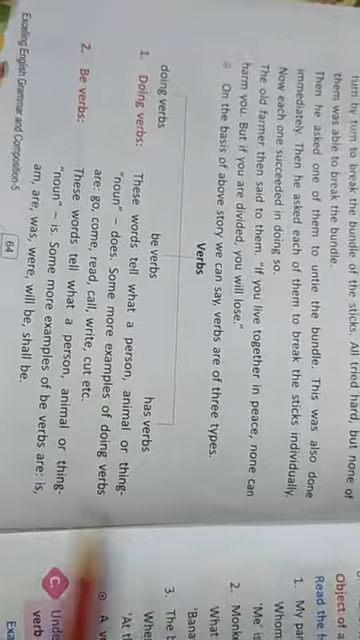 turn by turn to break the bundle of the sticks. All tried hard, but none of
them was able to break the bundle.
Then he asked one of them to untie the bundle. This was also done
immediately. Then he asked each of them to break the sticks individually.
Now each one succeeded in doing so.
The old farmer then said to them. "If you live together in peace, none can
harm you. But if you are divided, you will lose."
On the basis of above story we can say, verbs are of three types.
Verbs
doing verbs be verbs has verbs
1. Doing verbs: These words tell what a person, animal or thing-
"noun" – does. Some more examples of doing verbs
are: go, come, read, call, write, cut etc.
2. Be verbs: These words tell what a person, animal or thing-
"noun" – is. Some more examples of be verbs are: is,
am, are, was, were, will be, shall be.
Excelling English Grammar and Composition-5
64
Object of
Read the f
1. My par
Whom
'Me' is
2. Monk
What
'Bana
3. The b
Whe
'At th
A v
C. Unde
verb
Exa